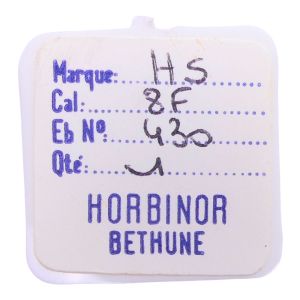 Marque: HS
Cal: 8F
Eb Nº: 430
Qté: 1
HORBINOR
BETHUNE